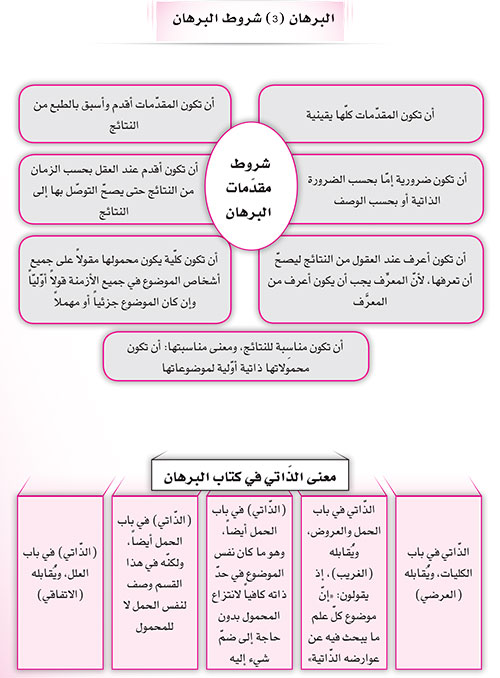 البرهان (3) شروط البرهان
أن تكون المقدّمات كلّها يقينية
أن تكون المقدّمات أقدم وأسبق بالطبع من
النتائج
شروط
مقدّمات
البرهان
أن تكون ضرورية إمّا بحسب الضرورة
الذاتية أو بحسب الوصف
أن تكون أقدم عند العقل بحسب الزمان
من النتائج حتى يصحّ التوصّل بها إلى
النتائج
أن تكون أعرف عند العقول من النتائج ليصحّ
أن تعرفها، لأنّ المعرِّف يجب أن يكون أعرف من
المعرَّف
أن تكون كلّية يكون محمولها مقولاً على جميع
أشخاص الموضوع في جميع الأزمنة قولاً أوّليّاً
وإن كان الموضوع جزئياً أو مهملاً
أن تكون مناسِبة للنتائج، ومعنى مناسبتها: أن تكون
محمولاتها ذاتية أوّلية لموضوعاتها
معنى الذّاتي في كتاب البرهان
الذّاتي في باب
الكليات، ويُقابله
(العرضي)
الذّاتي في باب
الحمل والعروض،
ويُقابله
(الغريب)، إذ
يقولون: «إنّ
موضوع كلّ علم
ما يبحث فيه عن
عوارضه الذّاتية»
(الذّاتي) في باب
الحمل أيضاً،
وهو ما كان نفس
الموضوع في حدّ
ذاته كافياً لانتزاع
المحمول بدون
حاجة إلى ضمّ
شيء إليه
(الذّاتي) في باب
الحمل أيضاً،
ولكنّه في هذا
القسم وصف
لنفس الحمل لا
للمحمول
(الذّاتي) في باب
العلل، ويُقابله
(الاتفاقي)